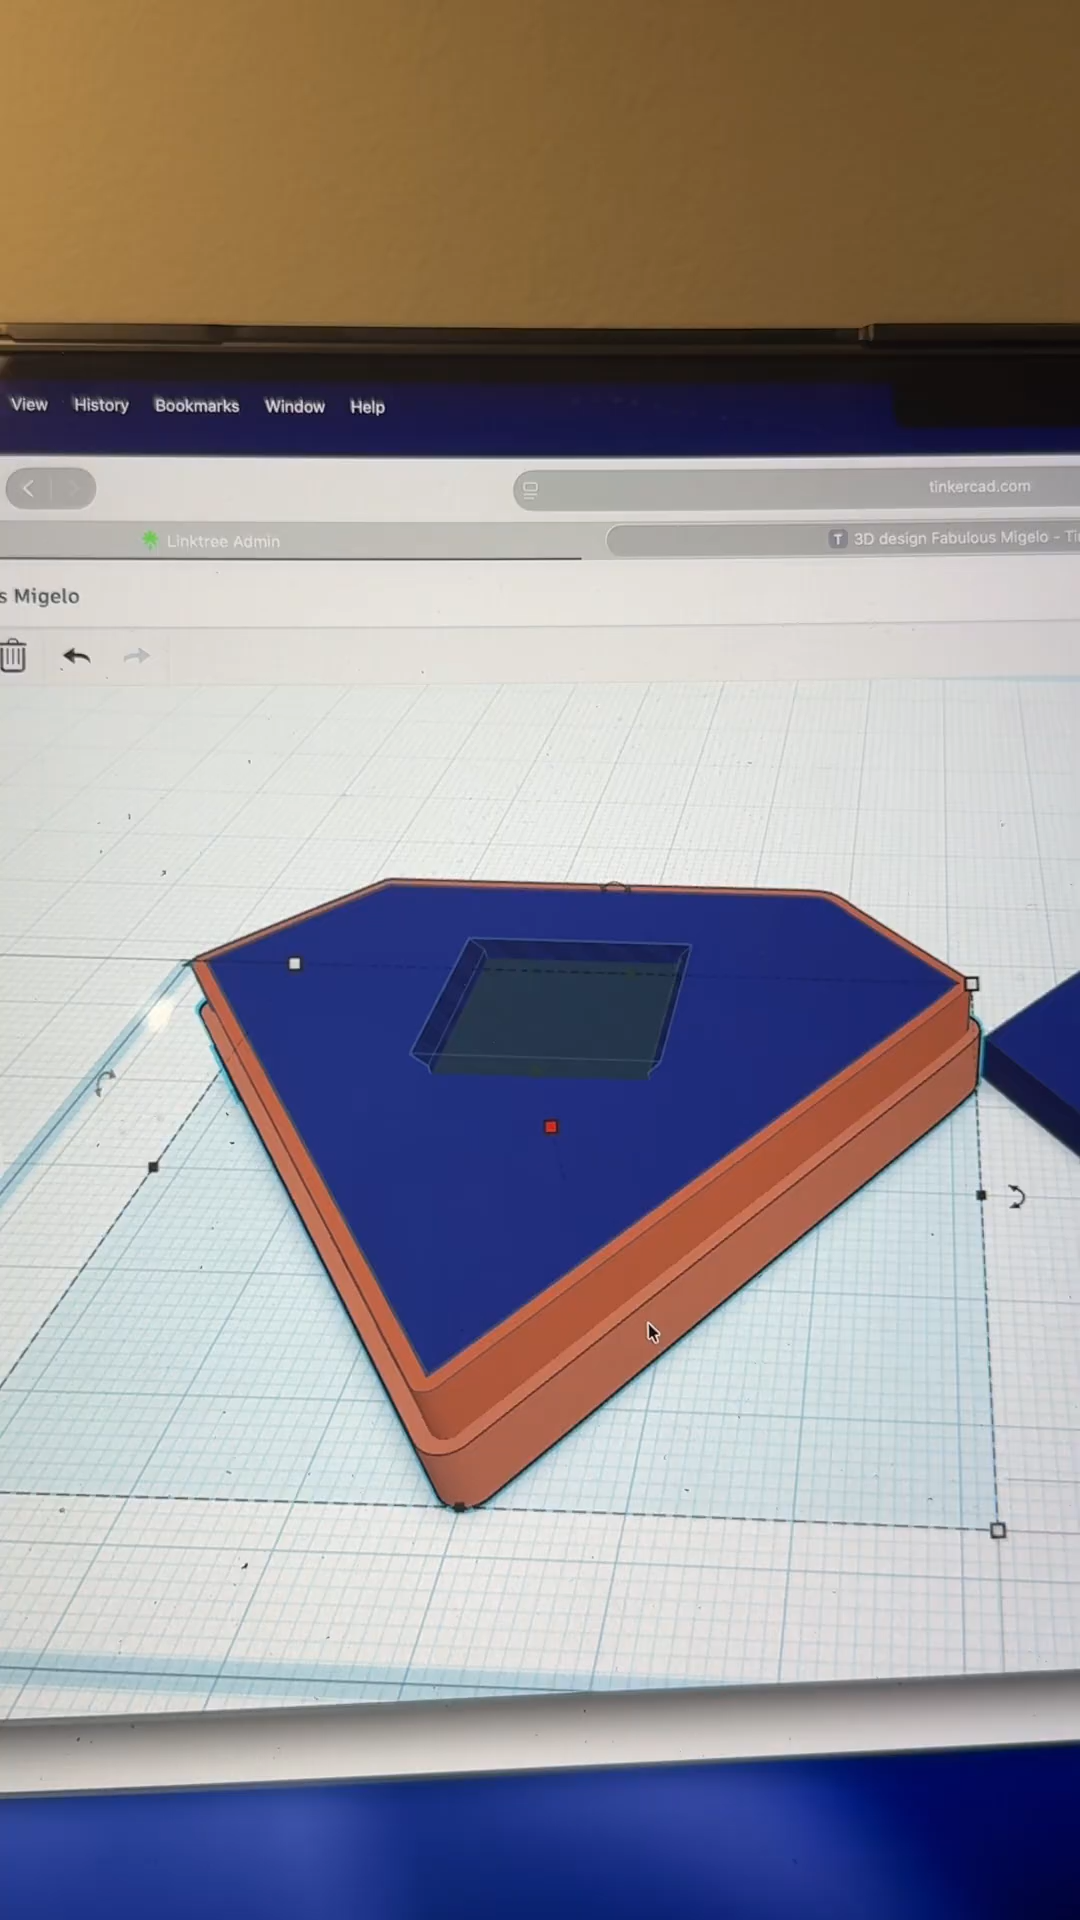 View History Bookmarks Window Help
tinkercad.com
Linktree Admin
T 3D design Fabulous Migelo - Ti
s Migelo